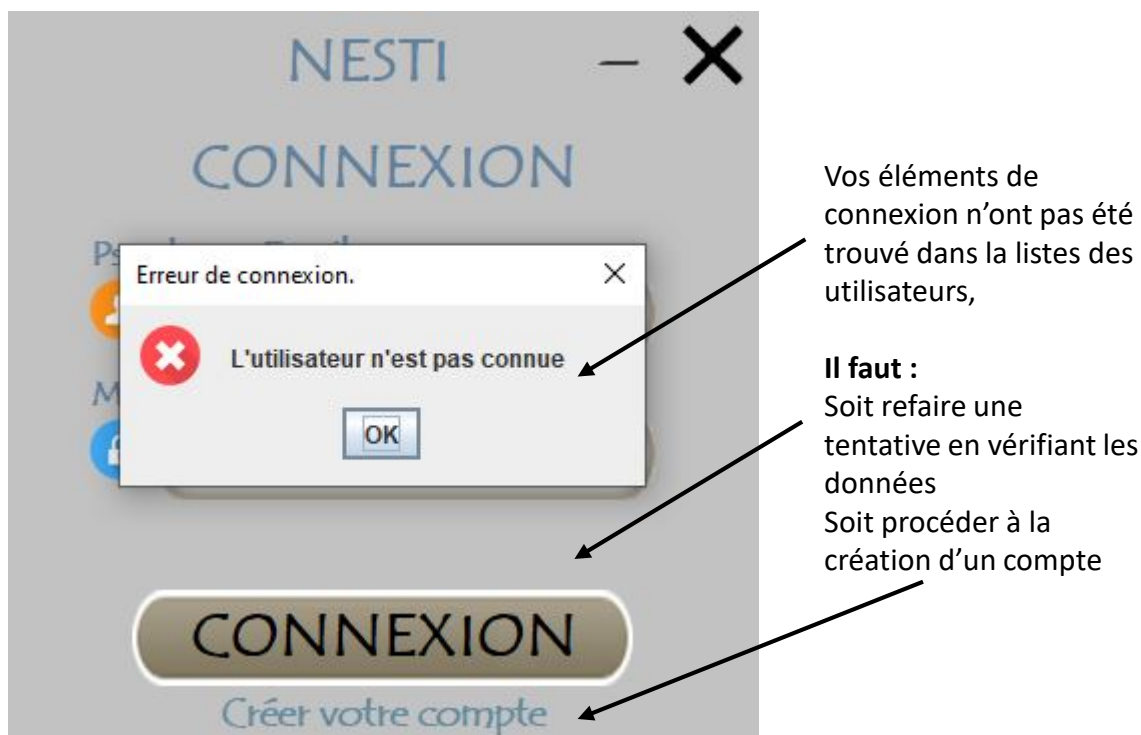 NESTI
CONNEXION
Erreur de connexion.
L'utilisateur n'est pas connue
OK
CONNEXION
Créer votre compte
Vos éléments de
connexion n’ont pas été
trouvé dans la listes des
utilisateurs,
Il faut :
Soit refaire une
tentative en vérifiant les
données
Soit procéder à la
création d’un compte